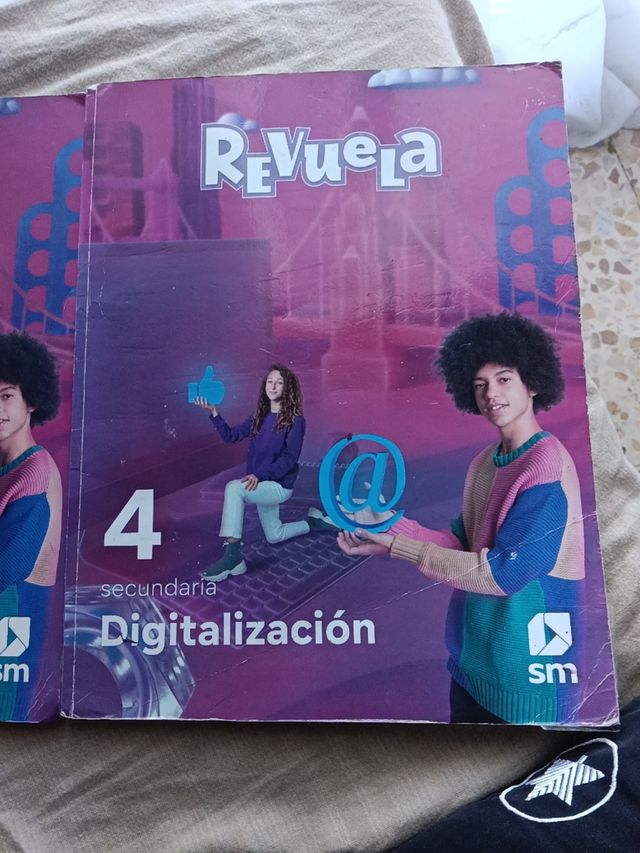 REVUELA
@
4
secundaria
Digitalización
sm
sm